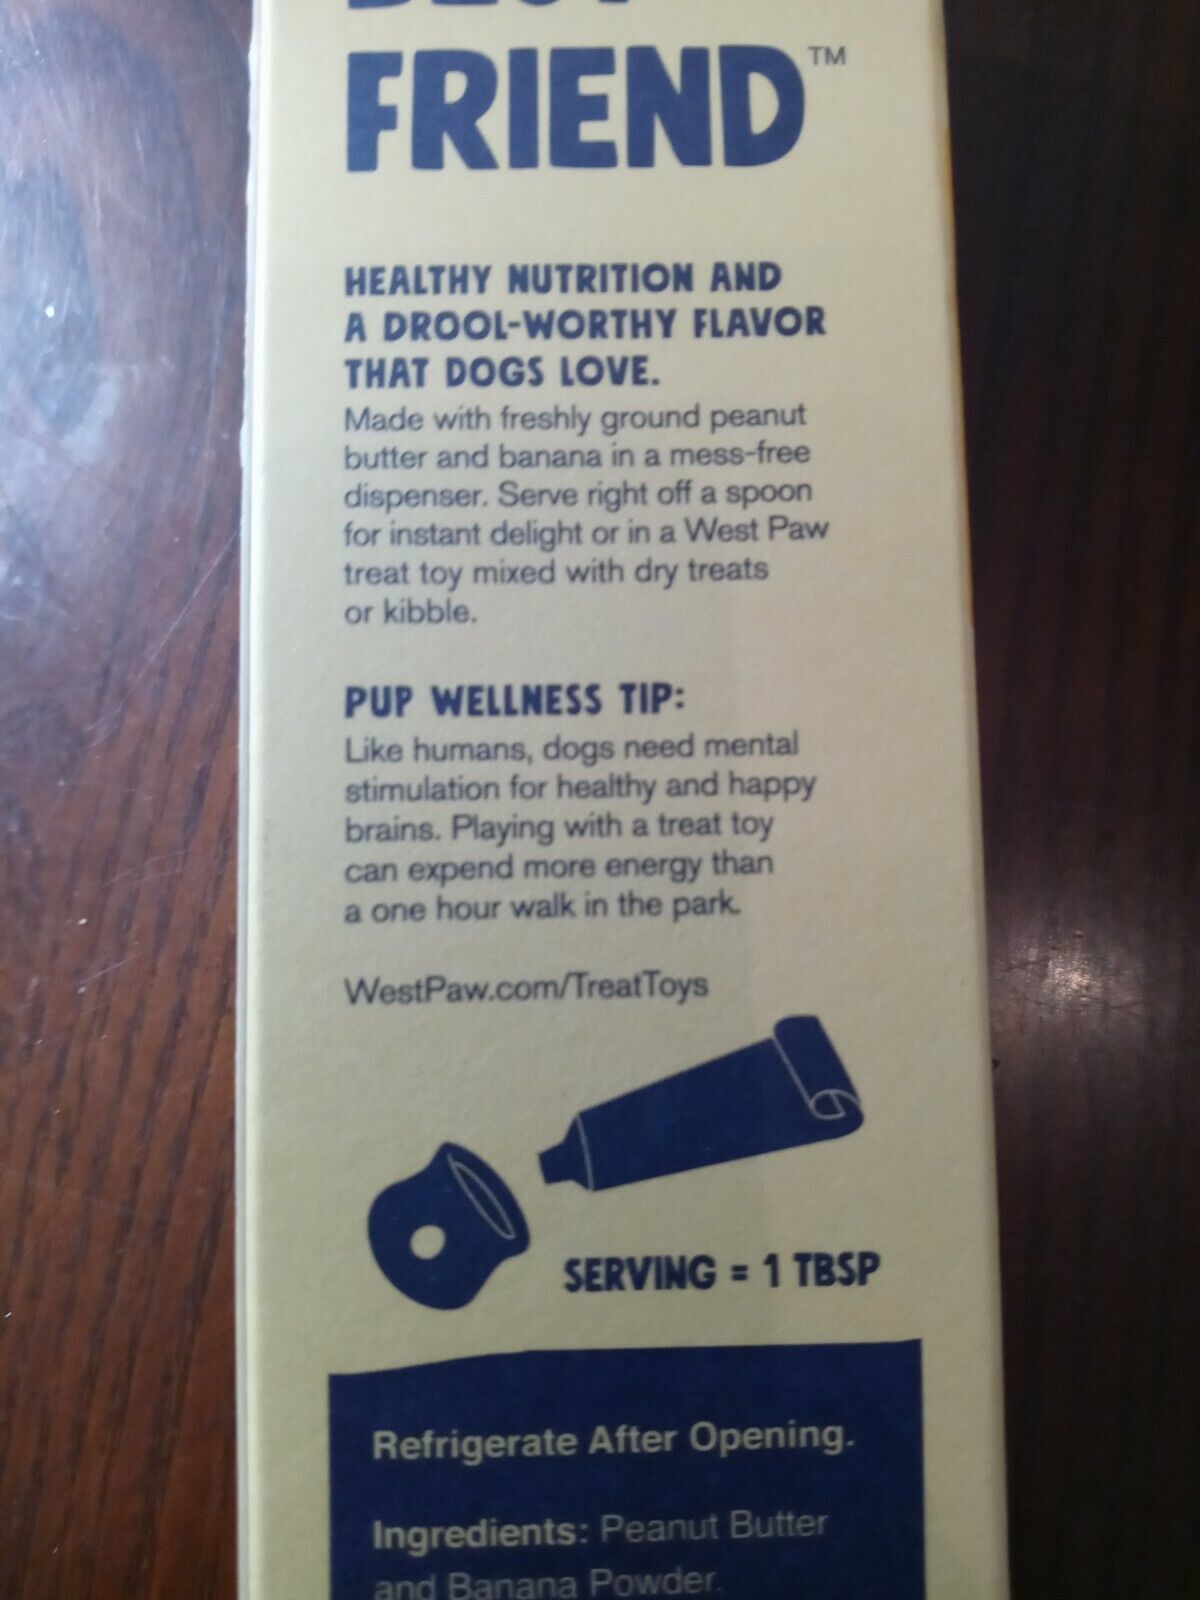 BEST
FRIEND™
HEALTHY NUTRITION AND
A DROOL-WORTHY FLAVOR
THAT DOGS LOVE.
Made with freshly ground peanut
butter and banana in a mess-free
dispenser. Serve right off a spoon
for instant delight or in a West Paw
treat toy mixed with dry treats
or kibble.
PUP WELLNESS TIP:
Like humans, dogs need mental
stimulation for healthy and happy
brains. Playing with a treat toy
can expend more energy than
a one hour walk in the park.
WestPaw.com/TreatToys
SERVING = 1 TBSP
Refrigerate After Opening.
Ingredients: Peanut Butter
and Banana Powder.